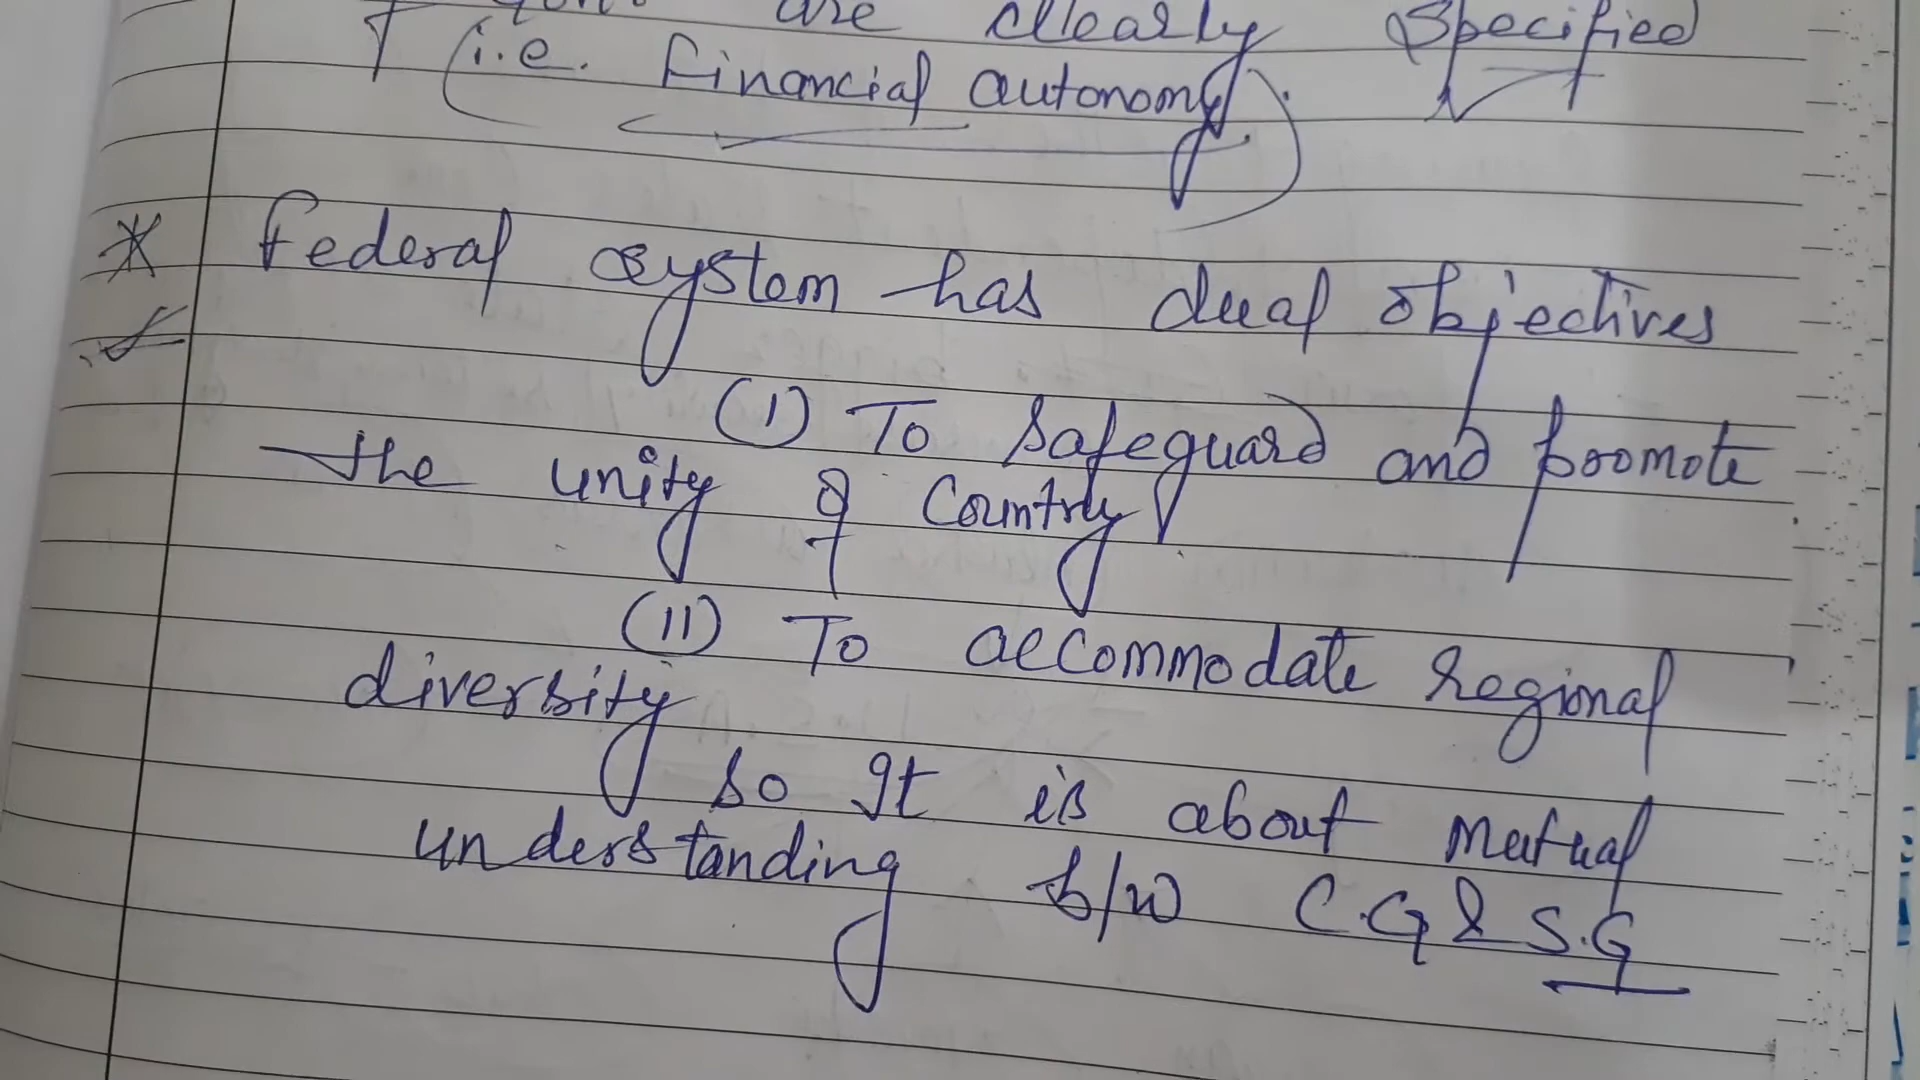 are clearly Specified
(i.e. Financial autonomy).
* Federal system has dual objectives
(I) To Safeguard and promote
the unity of Country
(II) To accommodate regional
diversity
So It is about Mutual
understanding b/w C.G & S.G